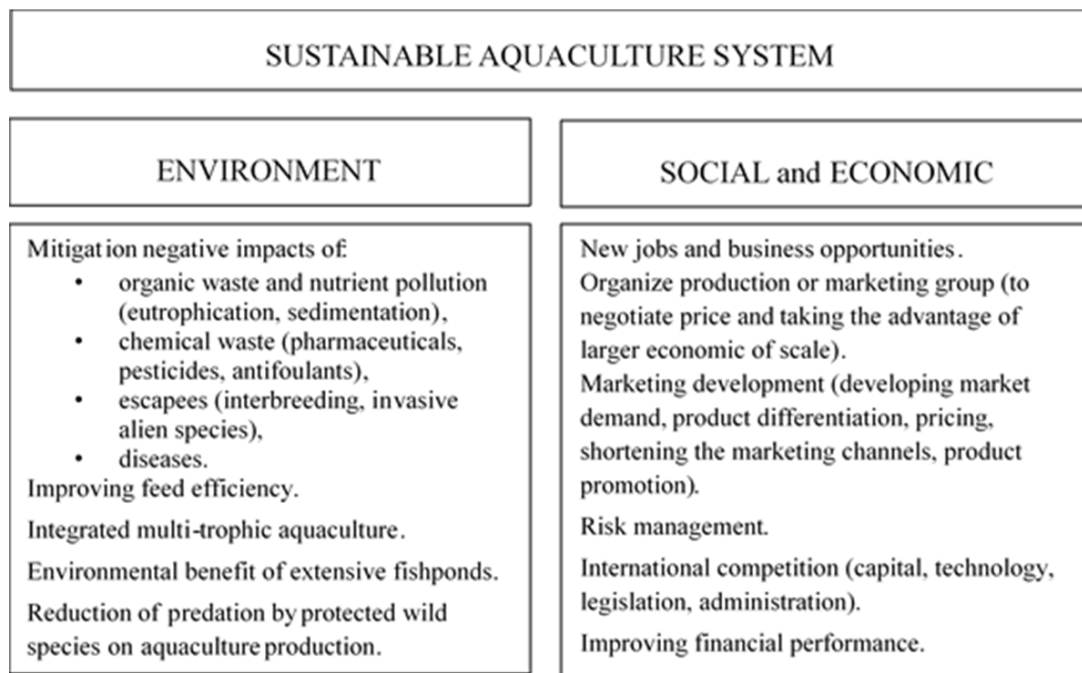 SUSTAINABLE AQUACULTURE SYSTEM
ENVIRONMENT
Mitigation negative impacts of:
• organic waste and nutrient pollution
(eutrophication, sedimentation),
• chemical waste (pharmaceuticals,
pesticides, antifoulants),
• escapees (interbreeding, invasive
alien species),
• diseases.
Improving feed efficiency.
Integrated multi-trophic aquaculture.
Environmental benefit of extensive fishponds.
Reduction of predation by protected wild
species on aquaculture production.
SOCIAL and ECONOMIC
New jobs and business opportunities.
Organize production or marketing group (to
negotiate price and taking the advantage of
larger economic of scale).
Marketing development (developing market
demand, product differentiation, pricing,
shortening the marketing channels, product
promotion).
Risk management.
International competition (capital, technology,
legislation, administration).
Improving financial performance.